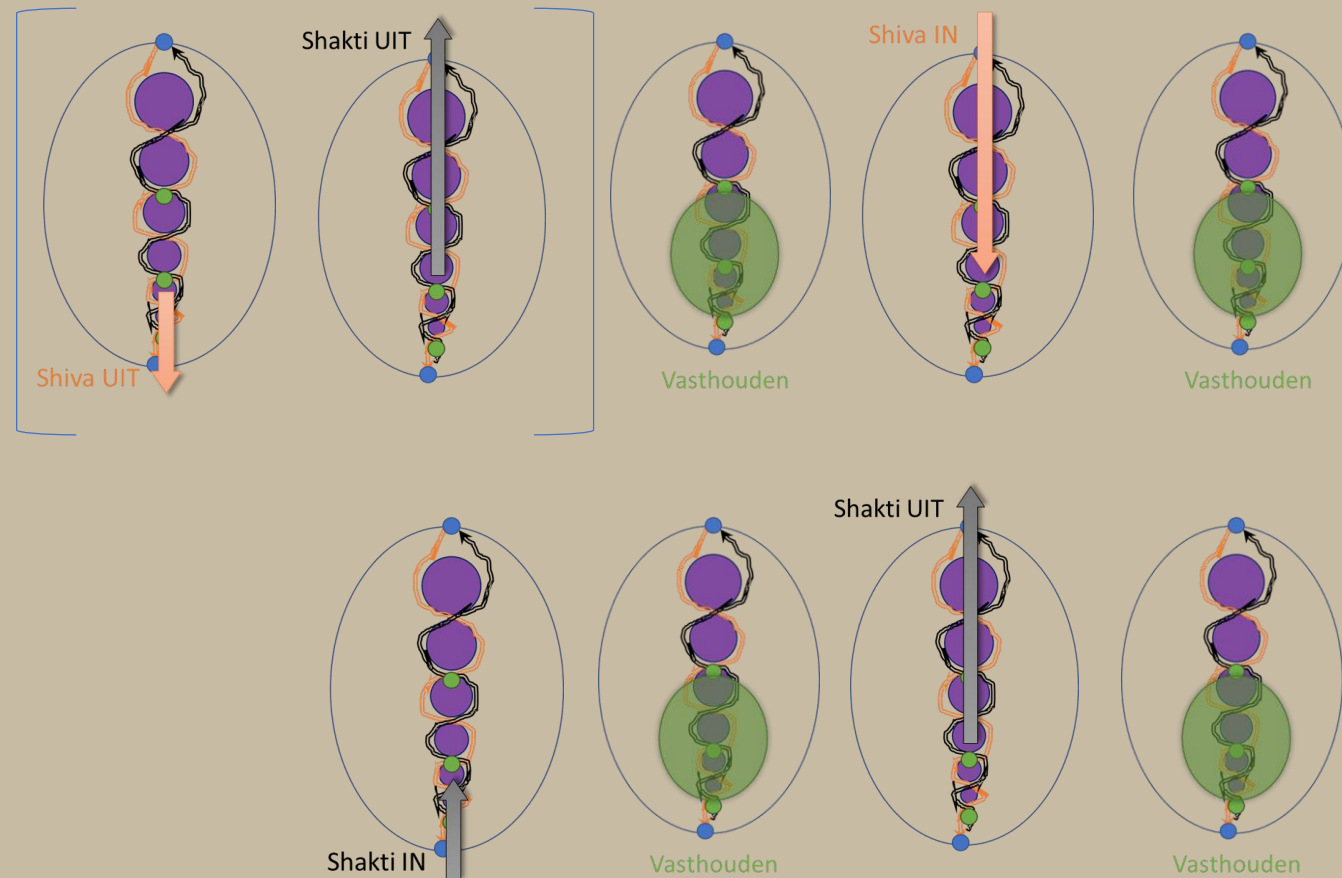 Shakti UIT
Shiva IN
Shiva UIT
Vasthouden
Vasthouden
Shakti UIT
Shakti IN
Vasthouden
Vasthouden